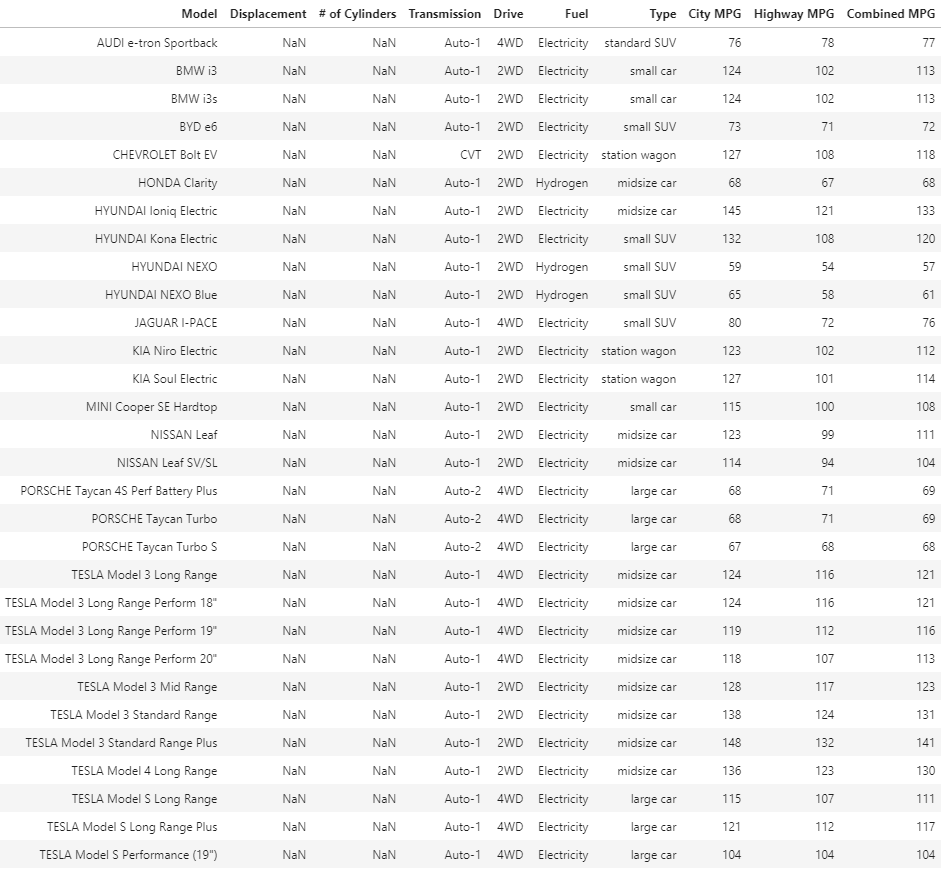 Model Displacement # of Cylinders Transmission Drive Fuel Type City MPG Highway MPG Combined MPG
AUDI e-tron Sportback NaN NaN Auto-1 4WD Electricity standard SUV 76 78 77
BMW i3 NaN NaN Auto-1 2WD Electricity small car 124 102 113
BMW i3s NaN NaN Auto-1 2WD Electricity small car 124 102 113
BYD e6 NaN NaN Auto-1 2WD Electricity small SUV 73 71 72
CHEVROLET Bolt EV NaN NaN CVT 2WD Electricity station wagon 127 108 118
HONDA Clarity NaN NaN Auto-1 2WD Hydrogen midsize car 68 67 68
HYUNDAI Ioniq Electric NaN NaN Auto-1 2WD Electricity midsize car 145 121 133
HYUNDAI Kona Electric NaN NaN Auto-1 2WD Electricity small SUV 132 108 120
HYUNDAI NEXO NaN NaN Auto-1 2WD Hydrogen small SUV 59 54 57
HYUNDAI NEXO Blue NaN NaN Auto-1 2WD Hydrogen small SUV 65 58 61
JAGUAR I-PACE NaN NaN Auto-1 4WD Electricity small SUV 80 72 76
KIA Niro Electric NaN NaN Auto-1 2WD Electricity station wagon 123 102 112
KIA Soul Electric NaN NaN Auto-1 2WD Electricity station wagon 127 101 114
MINI Cooper SE Hardtop NaN NaN Auto-1 2WD Electricity small car 115 100 108
NISSAN Leaf NaN NaN Auto-1 2WD Electricity midsize car 123 99 111
NISSAN Leaf SV/SL NaN NaN Auto-1 2WD Electricity midsize car 114 94 104
PORSCHE Taycan 4S Perf Battery Plus NaN NaN Auto-2 4WD Electricity large car 68 71 69
PORSCHE Taycan Turbo NaN NaN Auto-2 4WD Electricity large car 68 71 69
PORSCHE Taycan Turbo S NaN NaN Auto-2 4WD Electricity large car 67 68 68
TESLA Model 3 Long Range NaN NaN Auto-1 4WD Electricity midsize car 124 116 121
TESLA Model 3 Long Range Perform 18" NaN NaN Auto-1 4WD Electricity midsize car 124 116 121
TESLA Model 3 Long Range Perform 19" NaN NaN Auto-1 4WD Electricity midsize car 119 112 116
TESLA Model 3 Long Range Perform 20" NaN NaN Auto-1 4WD Electricity midsize car 118 107 113
TESLA Model 3 Mid Range NaN NaN Auto-1 2WD Electricity midsize car 128 117 123
TESLA Model 3 Standard Range NaN NaN Auto-1 2WD Electricity midsize car 138 124 131
TESLA Model 3 Standard Range Plus NaN NaN Auto-1 2WD Electricity midsize car 148 132 141
TESLA Model 4 Long Range NaN NaN Auto-1 2WD Electricity midsize car 136 123 130
TESLA Model S Long Range NaN NaN Auto-1 4WD Electricity large car 115 107 111
TESLA Model S Long Range Plus NaN NaN Auto-1 4WD Electricity large car 121 112 117
TESLA Model S Performance (19") NaN NaN Auto-1 4WD Electricity large car 104 104 104